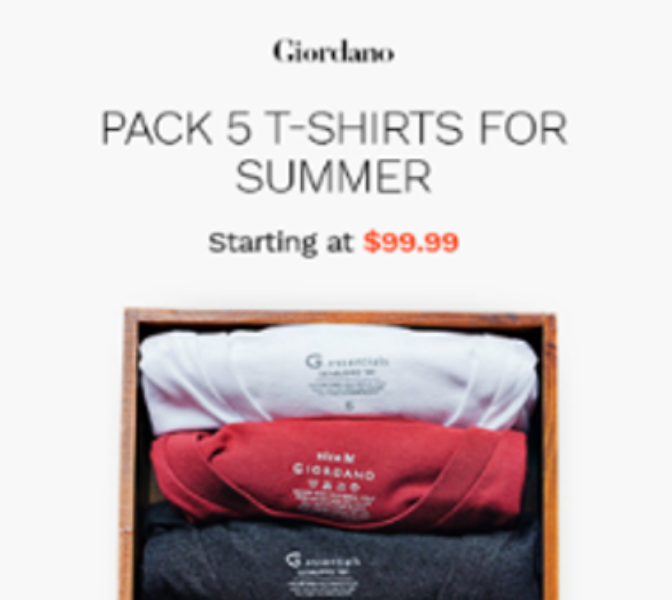 Giordano
PACK 5 T-SHIRTS FOR
SUMMER
Starting at $99.99
G essentials
size M
GIORDANO
G essentials